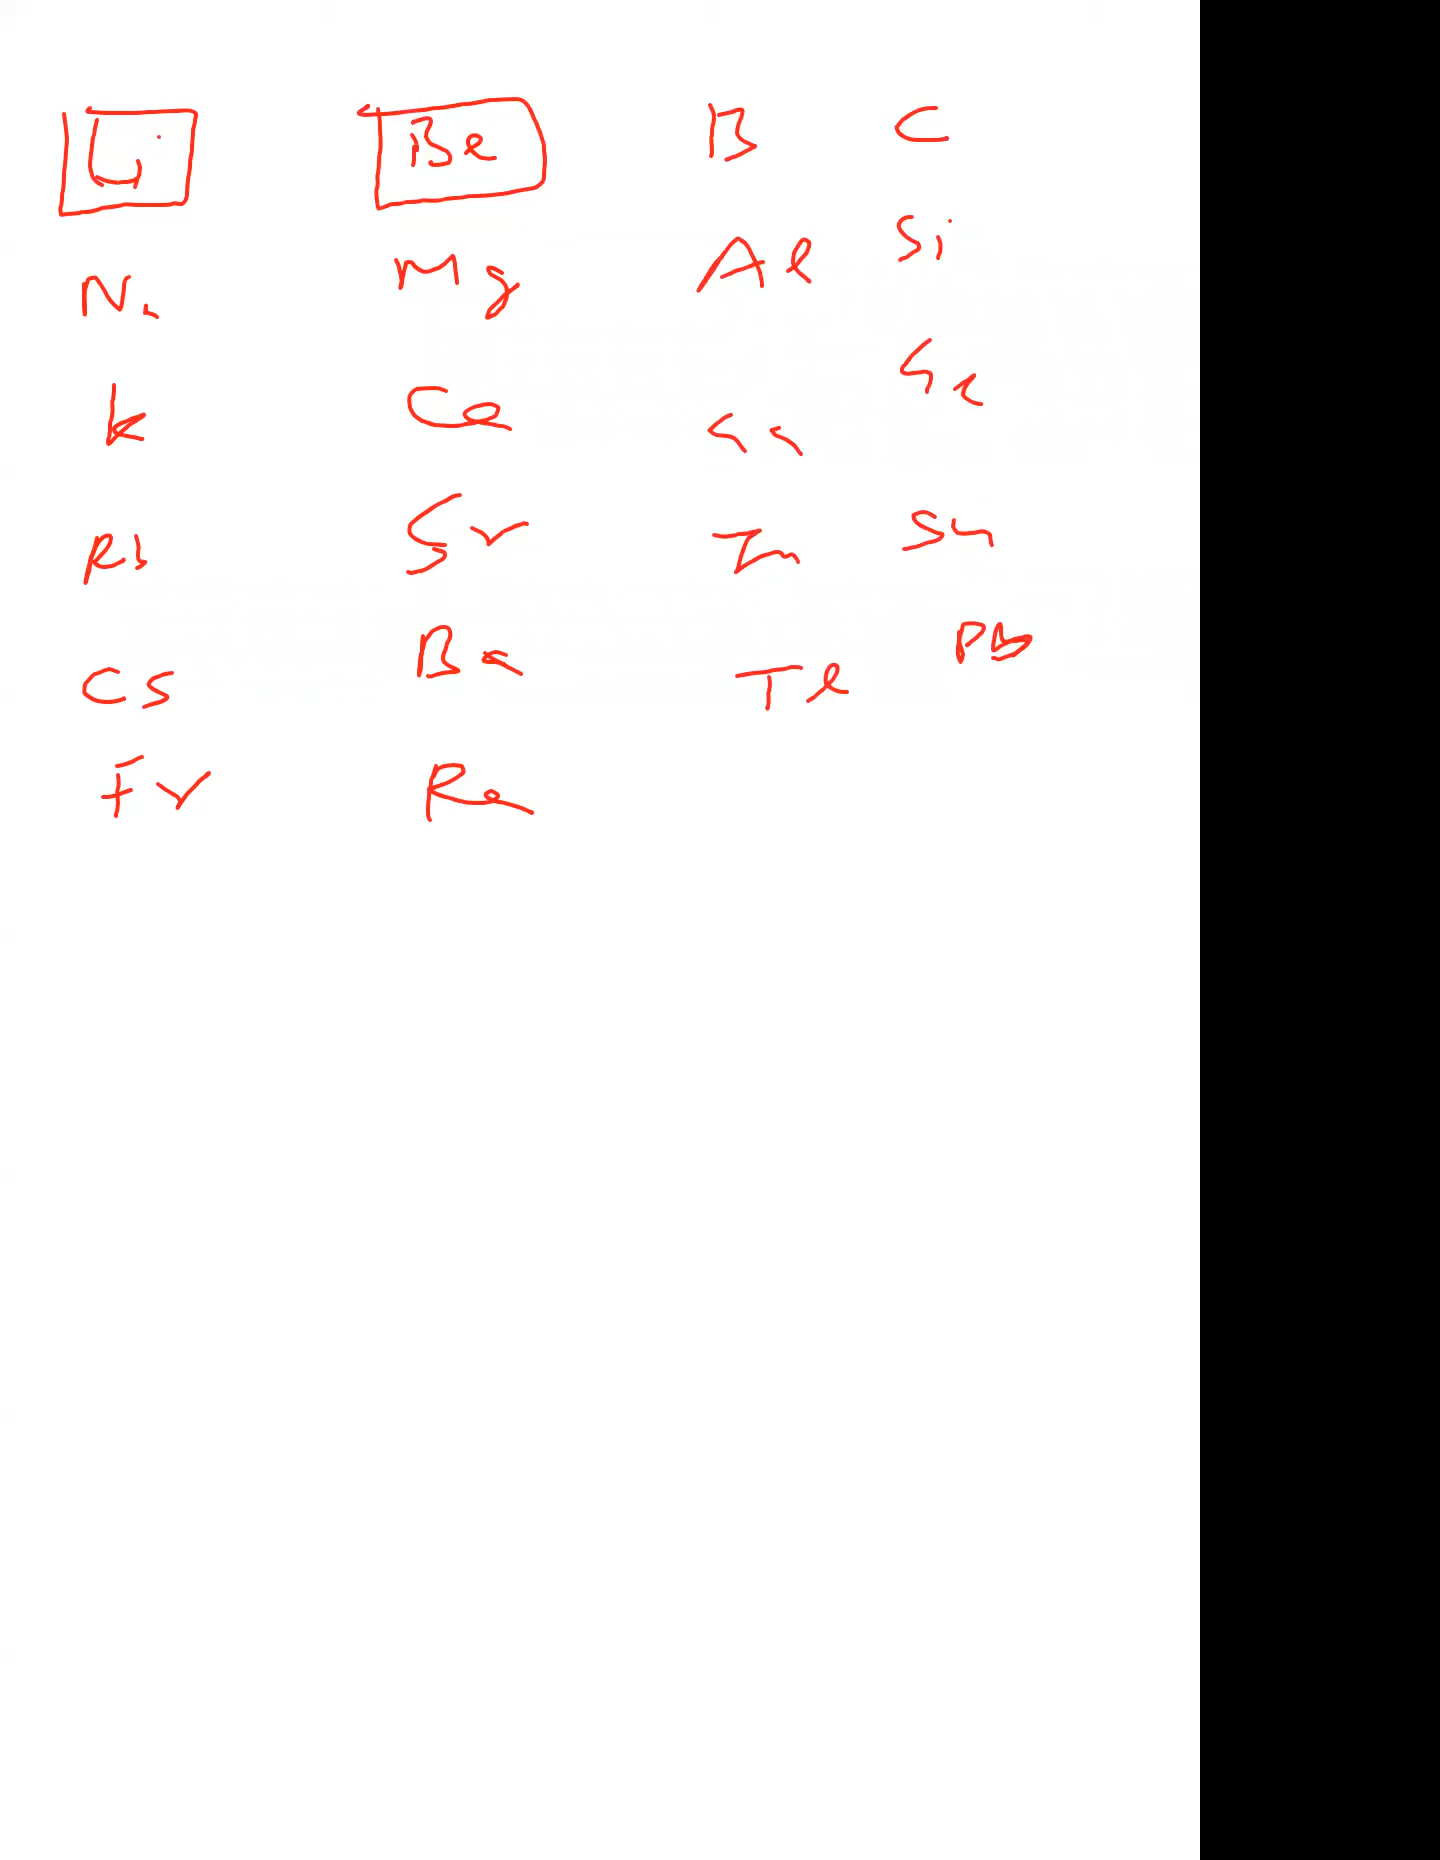 Li Be B C
Na Mg Al Si
K Ca Ga Ge
Rb Sr In Sn
Cs Ba Tl Pb
Fr Ra